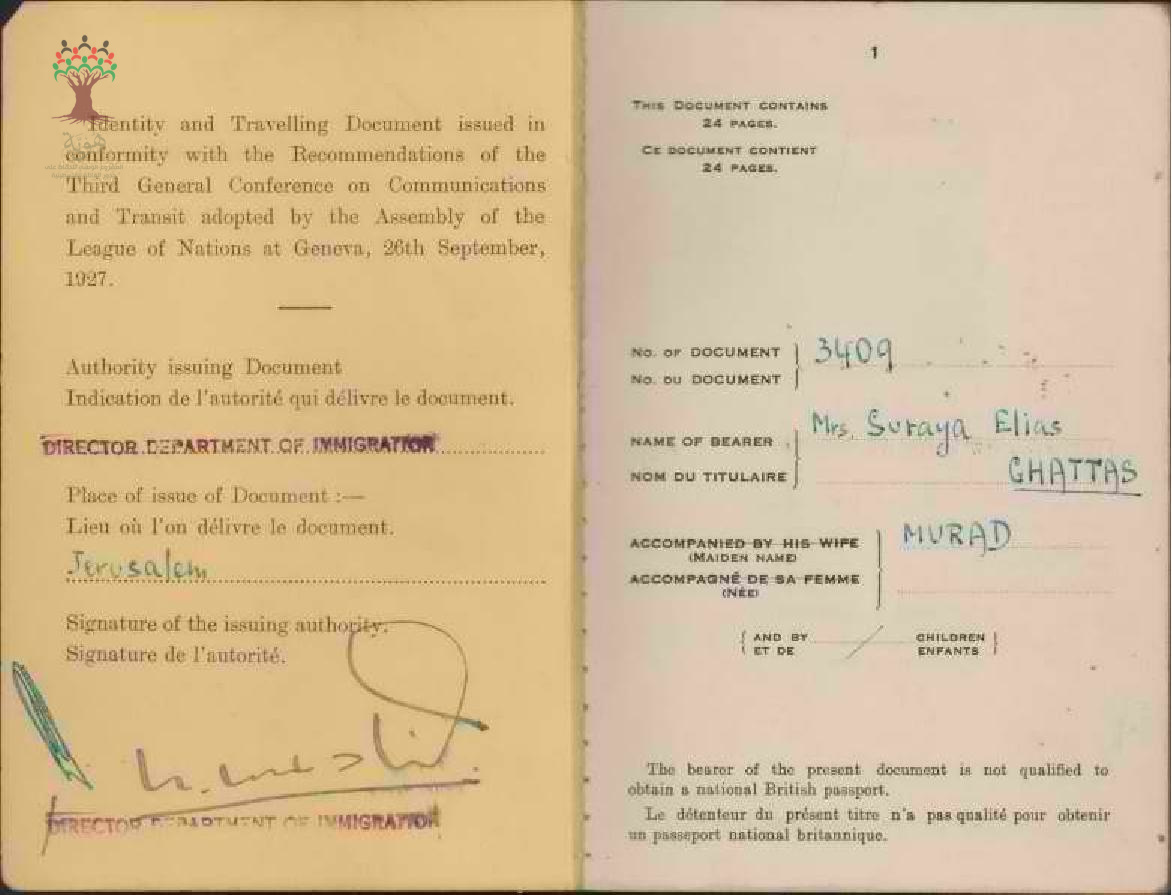 Identity and Travelling Document issued in
conformity with the Recommendations of the
Third General Conference on Communications
and Transit adopted by the Assembly of the
League of Nations at Geneva, 26th September,
1927.
Authority issuing Document
Indication de l'autorité qui délivre le document.
DIRECTOR DEPARTMENT OF IMMIGRATION
Place of issue of Document :—
Lieu où l'on délivre le document.
Jerusalem
Signature of the issuing authority.
Signature de l'autorité.
DIRECTOR DEPARTMENT OF IMMIGRATION
1
THIS DOCUMENT CONTAINS
24 PAGES.
CE DOCUMENT CONTIENT
24 PAGES.
NO. OF DOCUMENT 3409
NO. DU DOCUMENT
NAME OF BEARER Mrs. Suraya Elias
NOM DU TITULAIRE GHATTAS
ACCOMPANIED BY HIS WIFE MURAD
(MAIDEN NAME)
ACCOMPAGNÉ DE SA FEMME
(NÉE)
AND BY CHILDREN
ET DE ENFANTS
The bearer of the present document is not qualified to
obtain a national British passport.
Le détenteur du présent titre n'a pas qualité pour obtenir
un passeport national britannique.